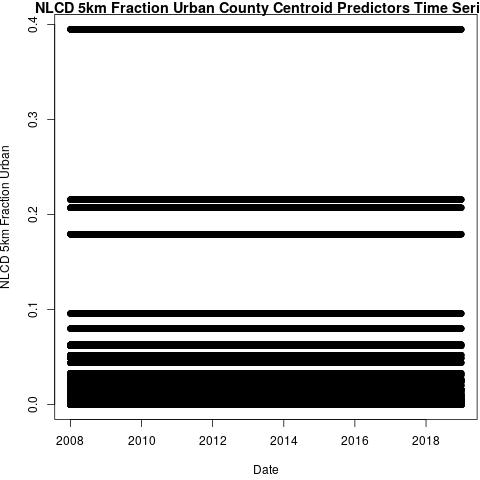 NLCD 5km Fraction Urban County Centroid Predictors Time Seri
0.4
0.3
0.2
0.1
0.0
NLCD 5km Fraction Urban
2008 2010 2012 2014 2016 2018
Date